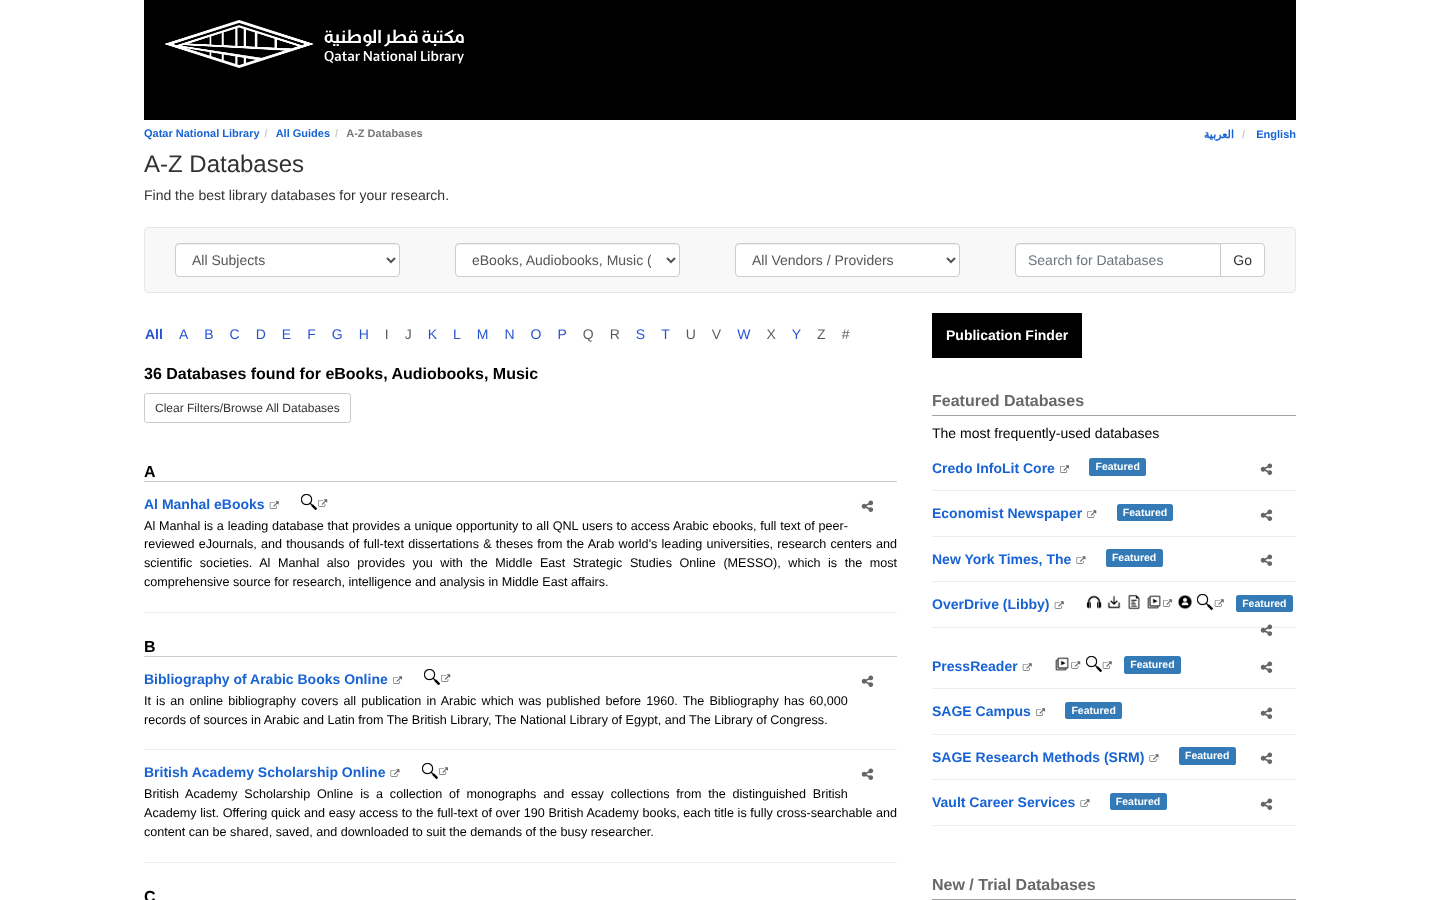 مكتبة قطر الوطنية
Qatar National Library
Qatar National Library / All Guides / A-Z Databases
العربية / English
A-Z Databases
Find the best library databases for your research.
All Subjects
eBooks, Audiobooks, Music (
All Vendors / Providers
Search for Databases
Go
All A B C D E F G H I J K L M N O P Q R S T U V W X Y Z #
36 Databases found for eBooks, Audiobooks, Music
Clear Filters/Browse All Databases
A
Al Manhal eBooks
Al Manhal is a leading database that provides a unique opportunity to all QNL users to access Arabic ebooks, full text of peer-
reviewed eJournals, and thousands of full-text dissertations & theses from the Arab world's leading universities, research centers and
scientific societies. Al Manhal also provides you with the Middle East Strategic Studies Online (MESSO), which is the most
comprehensive source for research, intelligence and analysis in Middle East affairs.
B
Bibliography of Arabic Books Online
It is an online bibliography covers all publication in Arabic which was published before 1960. The Bibliography has 60,000
records of sources in Arabic and Latin from The British Library, The National Library of Egypt, and The Library of Congress.
British Academy Scholarship Online
British Academy Scholarship Online is a collection of monographs and essay collections from the distinguished British
Academy list. Offering quick and easy access to the full-text of over 190 British Academy books, each title is fully cross-searchable and
content can be shared, saved, and downloaded to suit the demands of the busy researcher.
C
Publication Finder
Featured Databases
The most frequently-used databases
Credo InfoLit Core Featured
Economist Newspaper Featured
New York Times, The Featured
OverDrive (Libby) Featured
PressReader Featured
SAGE Campus Featured
SAGE Research Methods (SRM) Featured
Vault Career Services Featured
New / Trial Databases